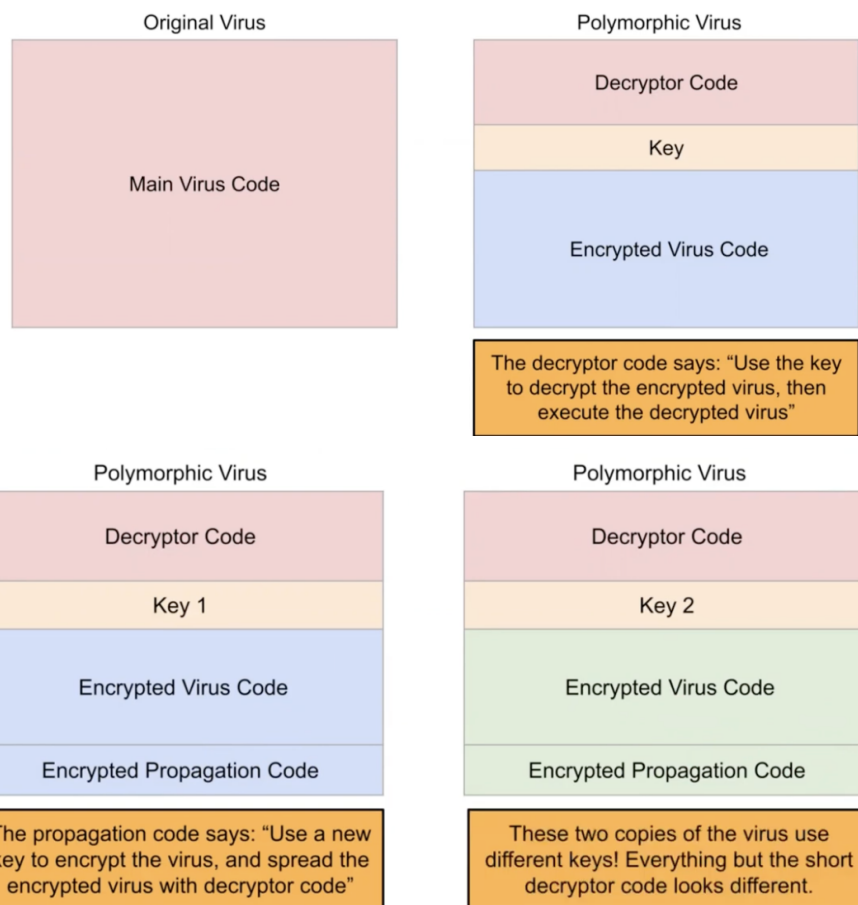 Original Virus
Main Virus Code
Polymorphic Virus
Decryptor Code
Key
Encrypted Virus Code
The decryptor code says: “Use the key
to decrypt the encrypted virus, then
execute the decrypted virus”
Polymorphic Virus
Decryptor Code
Key 1
Encrypted Virus Code
Encrypted Propagation Code
The propagation code says: “Use a new
key to encrypt the virus, and spread the
encrypted virus with decryptor code”
Polymorphic Virus
Decryptor Code
Key 2
Encrypted Virus Code
Encrypted Propagation Code
These two copies of the virus use
different keys! Everything but the short
decryptor code looks different.